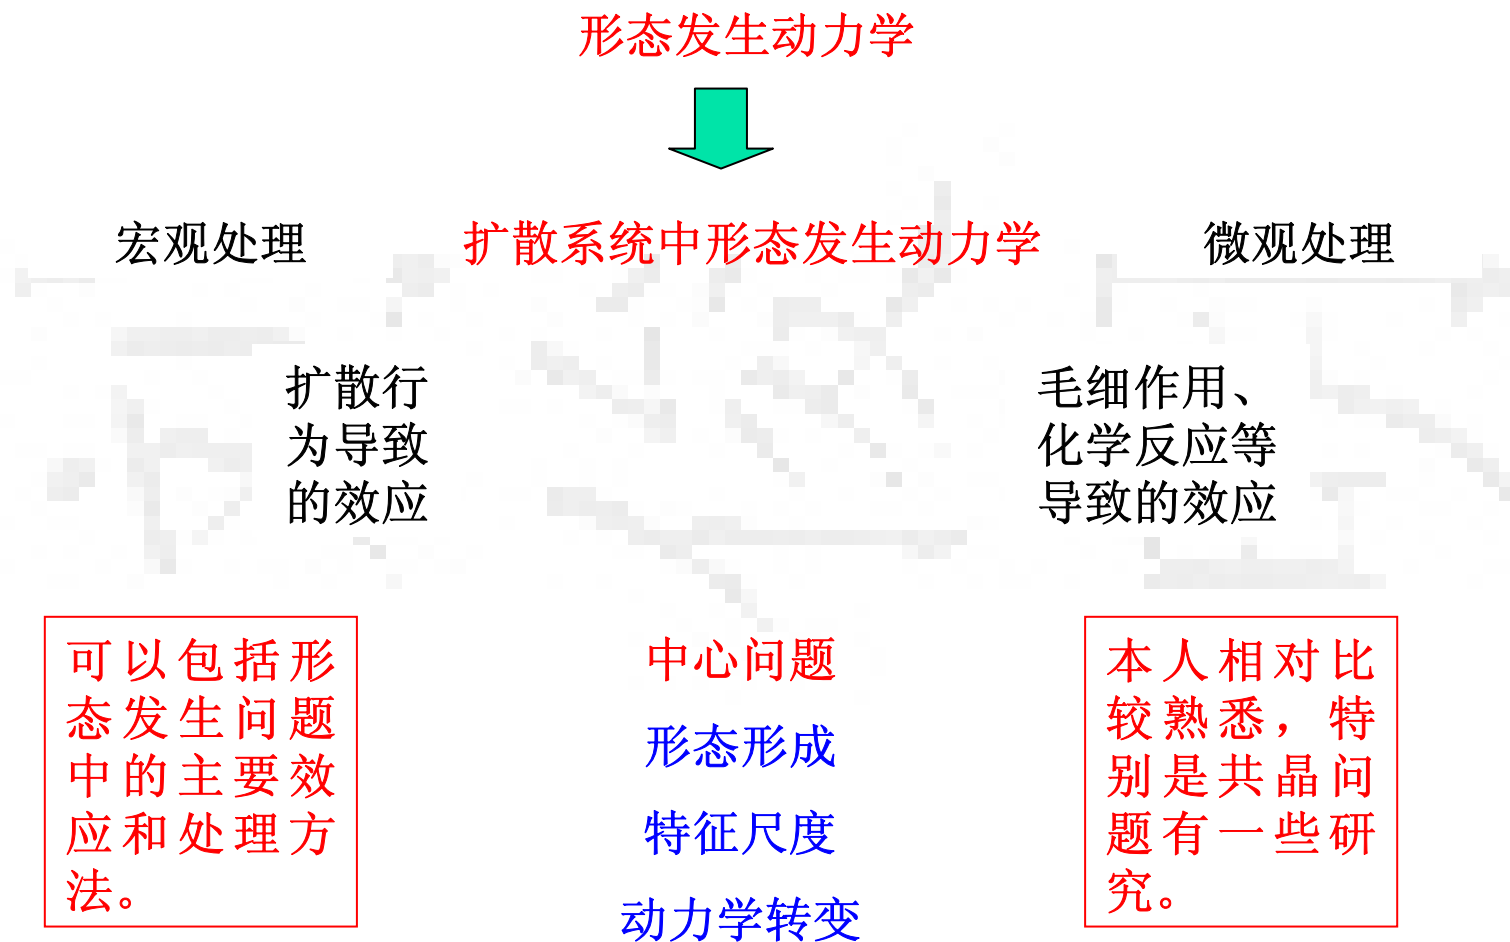 形态发生动力学
宏观处理
扩散系统中形态发生动力学
微观处理
扩散行
为导致
的效应
毛细作用、
化学反应等
导致的效应
可以包括形
态发生问题
中的主要效
应和处理方
法。
中心问题
形态形成
特征尺度
动力学转变
本人相对比
较熟悉，特
别是共晶问
题有一些研
究。